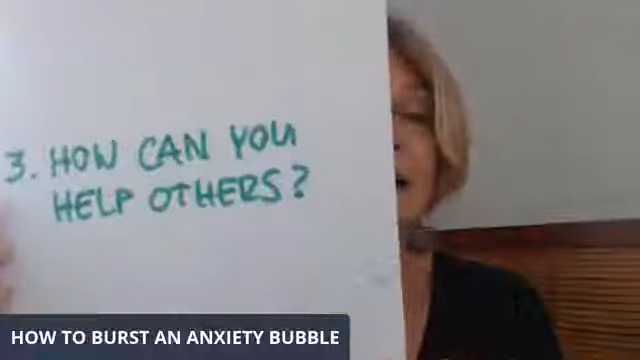 3. HOW CAN YOU
HELP OTHERS?
HOW TO BURST AN ANXIETY BUBBLE